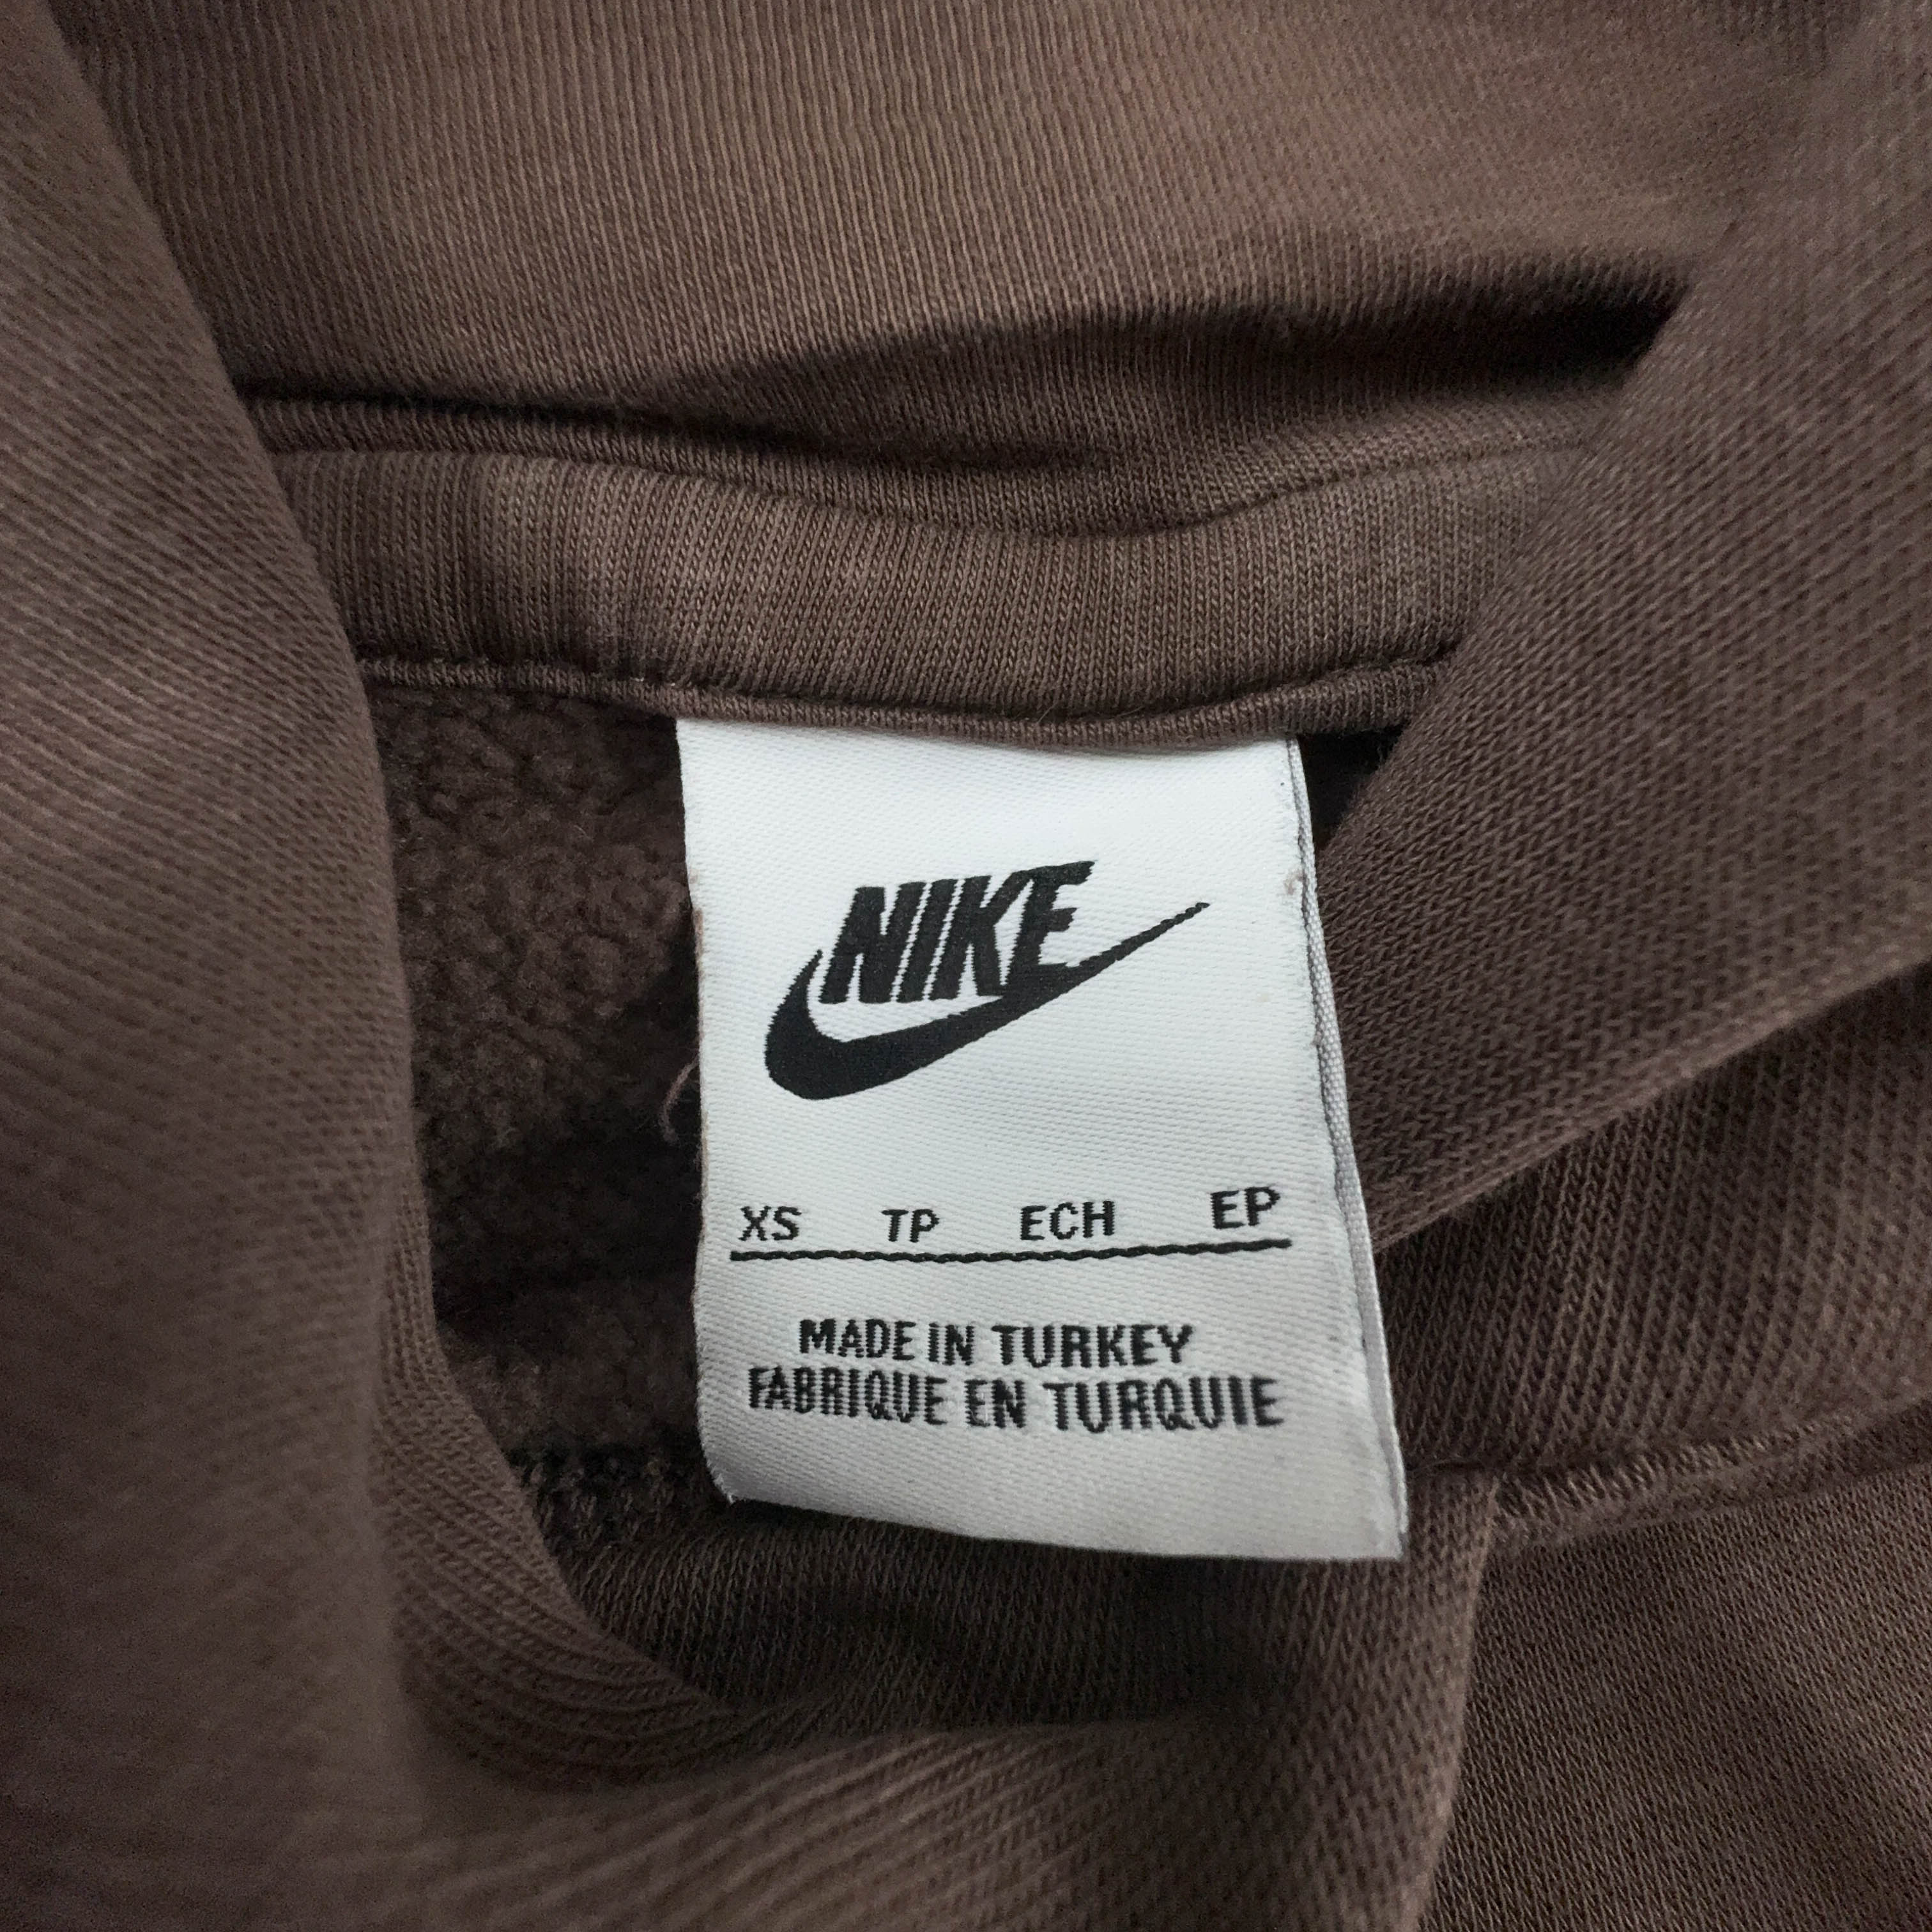 NIKE
XS TP ECH EP
MADE IN TURKEY
FABRIQUE EN TURQUIE